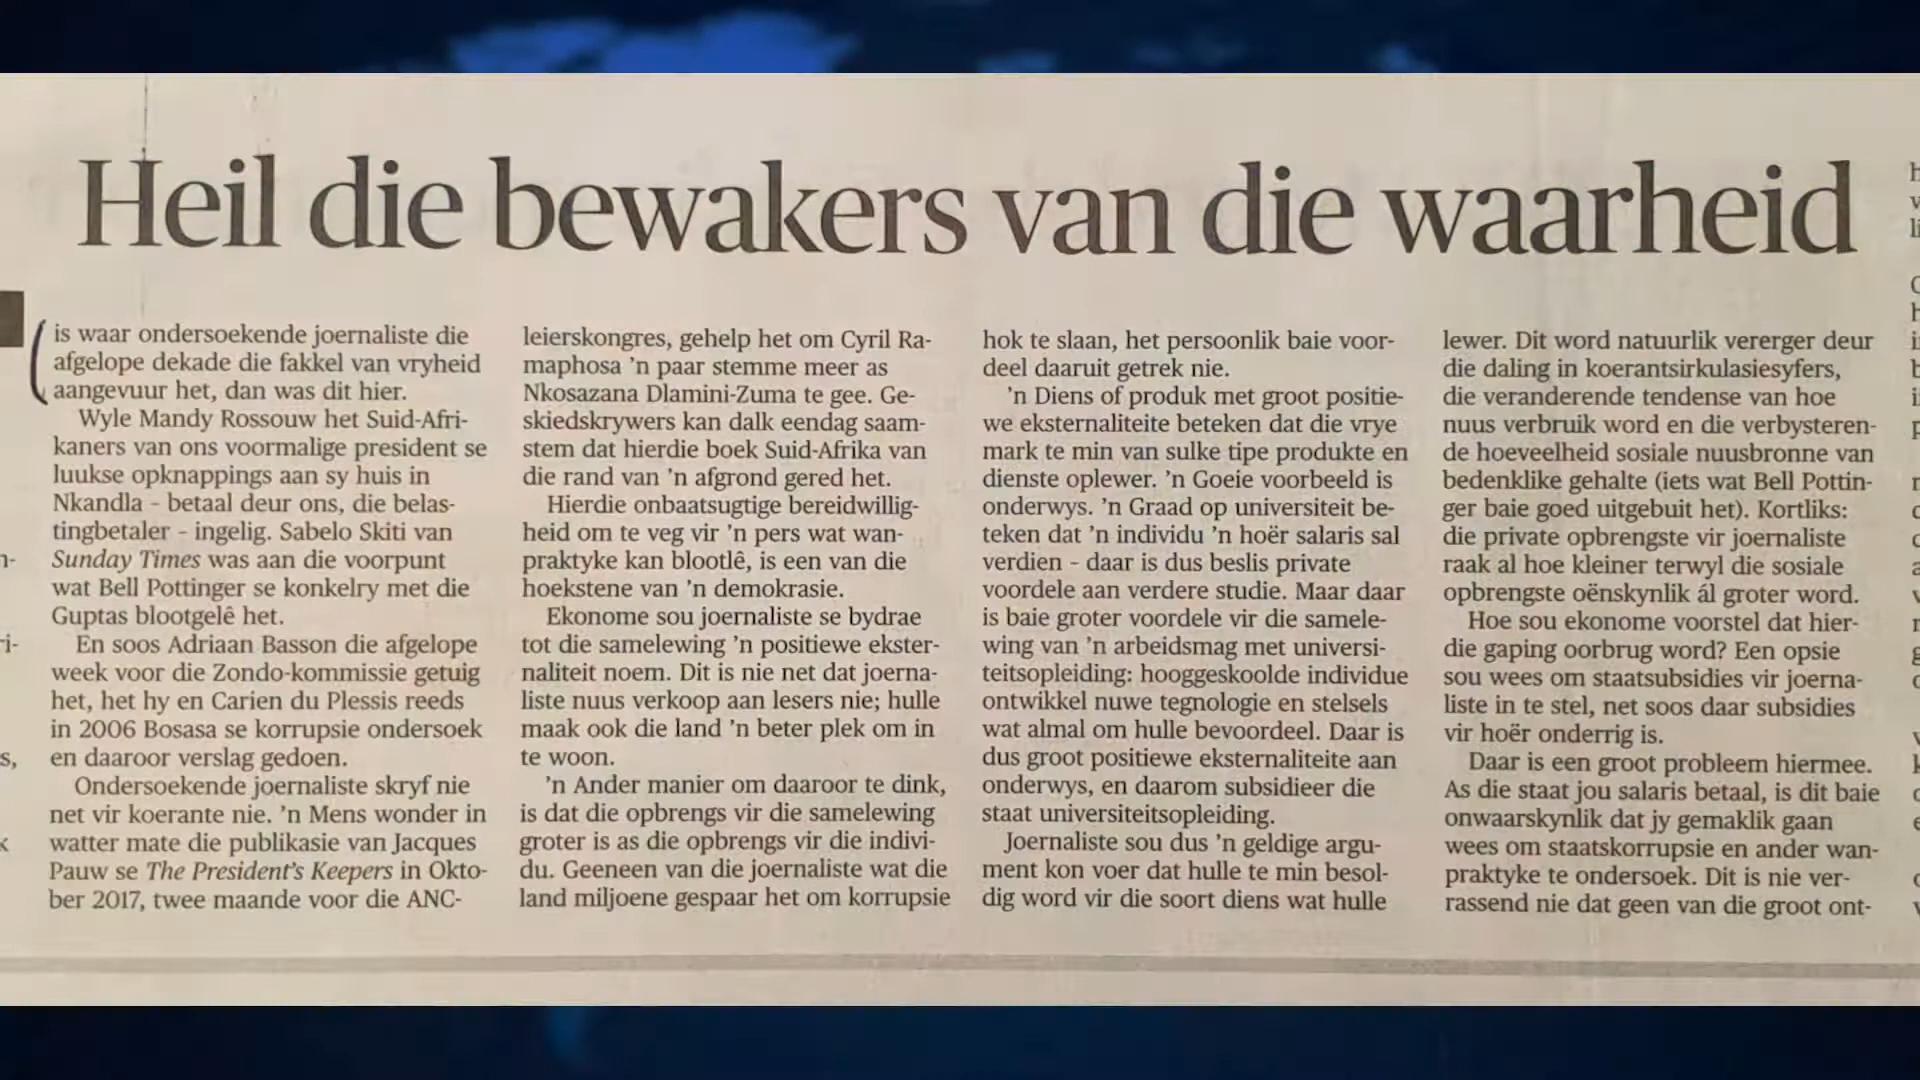 Heil die bewakers van die waarheid
is waar ondersoekende joernaliste die
afgelope dekade die fakkel van vryheid
aangevuur het, dan was dit hier.
Wyle Mandy Rossouw het Suid-Afri-
kaners van ons voormalige president se
luukse opknappings aan sy huis in
Nkandla – betaal deur ons, die belas-
tingbetaler – ingelig. Sabelo Skiti van
Sunday Times was aan die voorpunt
wat Bell Pottinger se konkelry met die
Guptas blootgelê het.
En soos Adriaan Basson die afgelope
week voor die Zondo-kommissie getuig
het, het hy en Carien du Plessis reeds
in 2006 Bosasa se korrupsie ondersoek
en daaroor verslag gedoen.
Ondersoekende joernaliste skryf nie
net vir koerante nie. 'n Mens wonder in
watter mate die publikasie van Jacques
Pauw se The President's Keepers in Okto-
ber 2017, twee maande voor die ANC-
leierskongres, gehelp het om Cyril Ra-
maphosa 'n paar stemme meer as
Nkosazana Dlamini-Zuma te gee. Ge-
skiedskrywers kan dalk eendag saam-
stem dat hierdie boek Suid-Afrika van
die rand van 'n afgrond gered het.
Hierdie onbaatsugtige bereidwillig-
heid om te veg vir 'n pers wat wan-
praktyke kan blootlê, is een van die
hoekstene van 'n demokrasie.
Ekonome sou joernaliste se bydrae
tot die samelewing 'n positiewe ekster-
naliteit noem. Dit is nie net dat joerna-
liste nuus verkoop aan lesers nie; hulle
maak ook die land 'n beter plek om in
te woon.
'n Ander manier om daaroor te dink,
is dat die opbrengs vir die samelewing
groter is as die opbrengs vir die indivi-
du. Geeneen van die joernaliste wat die
land miljoene gespaar het om korrupsie
hok te slaan, het persoonlik baie voor-
deel daaruit getrek nie.
'n Diens of produk met groot positie-
we eksternaliteite beteken dat die vrye
mark te min van sulke tipe produkte en
dienste oplewer. 'n Goeie voorbeeld is
onderwys. 'n Graad op universiteit be-
teken dat 'n individu 'n hoër salaris sal
verdien – daar is dus beslis private
voordele aan verdere studie. Maar daar
is baie groter voordele vir die samele-
wing van 'n arbeidsmag met universi-
teitsopleiding: hooggeskoolde individue
ontwikkel nuwe tegnologie en stelsels
wat almal om hulle bevoordeel. Daar is
dus groot positiewe eksternaliteite aan
onderwys, en daarom subsidieer die
staat universiteitsopleiding.
Joernaliste sou dus 'n geldige argu-
ment kon voer dat hulle te min besol-
dig word vir die soort diens wat hulle
lewer. Dit word natuurlik vererger deur
die daling in koerantsirkulasiesyfers,
die veranderende tendense van hoe
nuus verbruik word en die verbysteren-
de hoeveelheid sosiale nuusbronne van
bedenklike gehalte (iets wat Bell Pottin-
ger baie goed uitgebuit het). Kortliks:
die private opbrengste vir joernaliste
raak al hoe kleiner terwyl die sosiale
opbrengste oënskynlik ál groter word.
Hoe sou ekonome voorstel dat hier-
die gaping oorbrug word? Een opsie
sou wees om staatsubsidies vir joerna-
liste in te stel, net soos daar subsidies
vir hoër onderrig is.
Daar is een groot probleem hiermee.
As die staat jou salaris betaal, is dit baie
onwaarskynlik dat jy gemaklik gaan
wees om staatskorrupsie en ander wan-
praktyke te ondersoek. Dit is nie ver-
rassend nie dat geen van die groot ont-